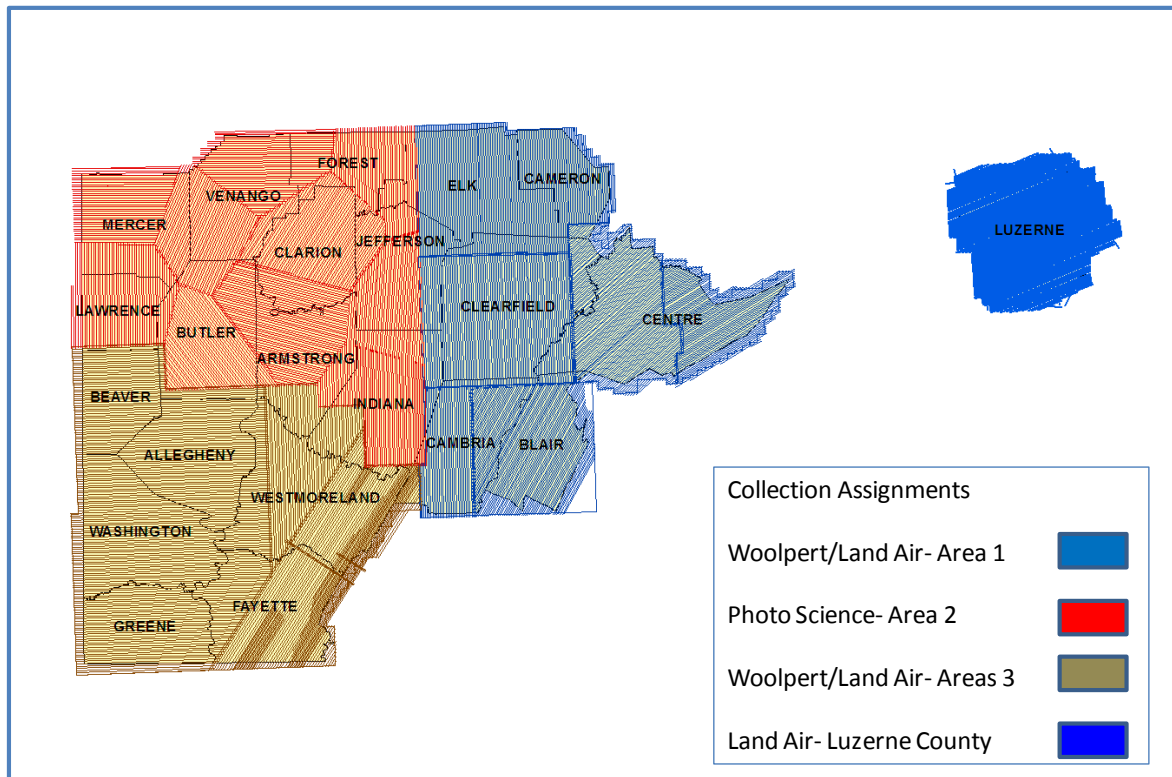 FOREST
ELK
CAMERON
VENANGO
MERCER
JEFFERSON
CLARION
LUZERNE
LAWRENCE
CLEARFIELD
CENTRE
BUTLER
ARMSTRONG
BEAVER
INDIANA
CAMBRIA
BLAIR
ALLEGHENY
WESTMORELAND
WASHINGTON
FAYETTE
GREENE
Collection Assignments
Woolpert/Land Air- Area 1
Photo Science- Area 2
Woolpert/Land Air- Areas 3
Land Air- Luzerne County